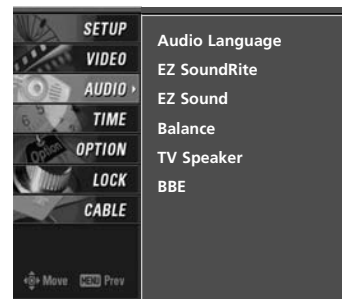 SETUP
VIDEO
AUDIO
TIME
OPTION
LOCK
CABLE
Move MENU Prev
Audio Language
EZ SoundRite
EZ Sound
Balance
TV Speaker
BBE